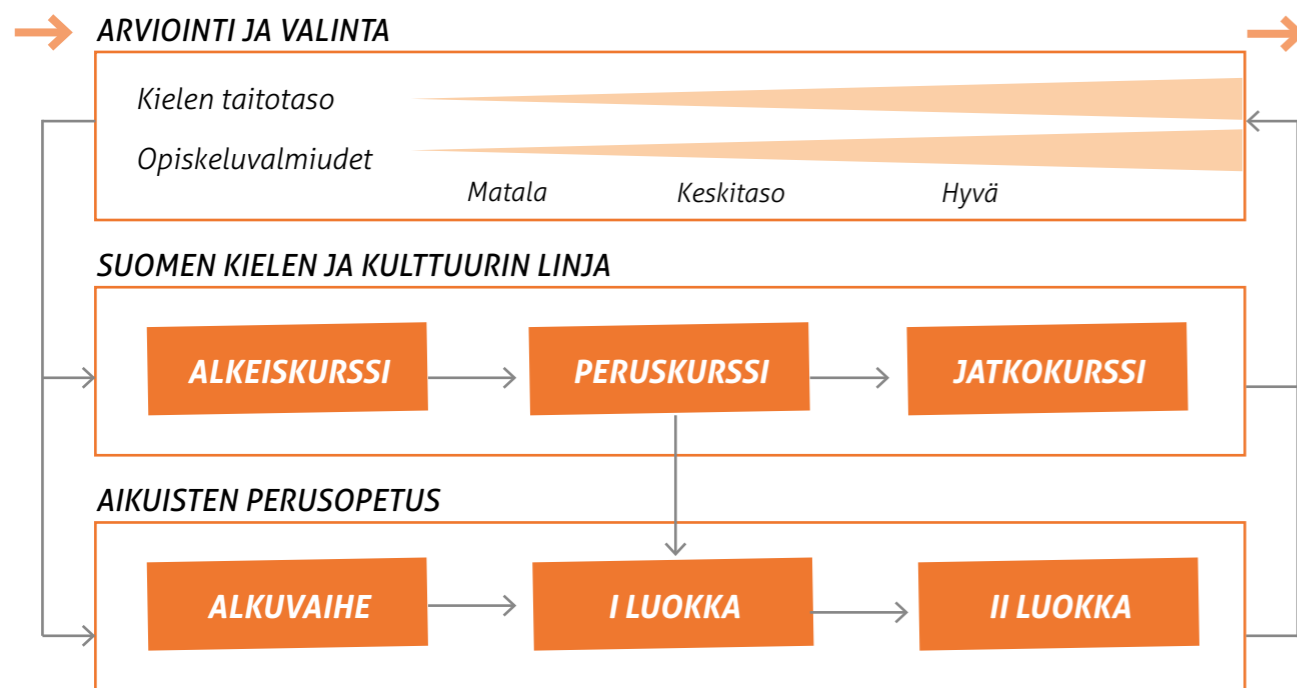 ARVIOINTI JA VALINTA
Kielen taitotaso
Opiskeluvalmiudet
Matala Keskitaso Hyvä
SUOMEN KIELEN JA KULTTUURIN LINJA
ALKEISKURSSI PERUSKURSSI JATKOKURSSI
AIKUISTEN PERUSOPETUS
ALKUVAIHE I LUOKKA II LUOKKA